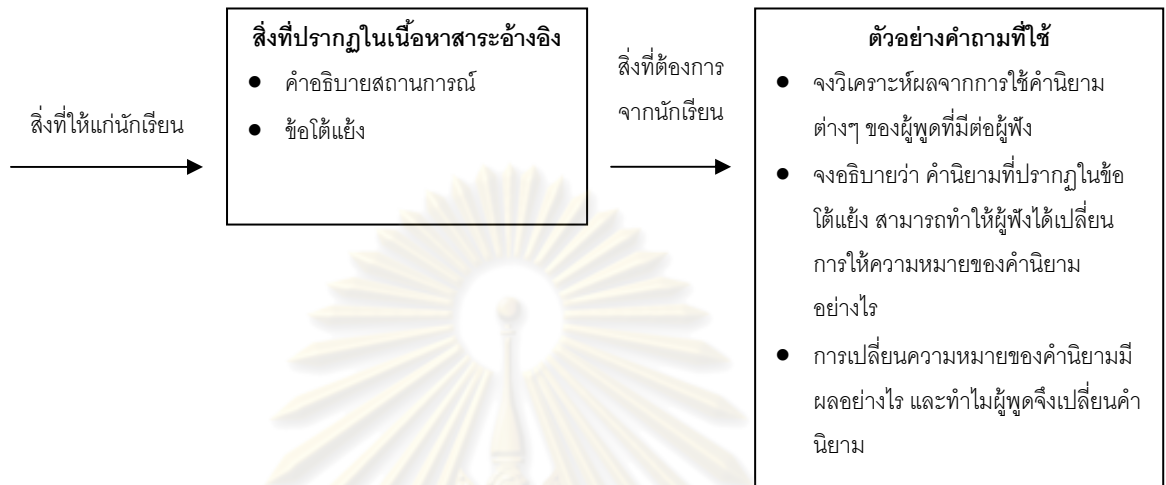 สิ่งที่ให้แก่นักเรียน
สิ่งที่ปรากฏในเนื้อหาสาระอ้างอิง
● คำอธิบายสถานการณ์
● ข้อโต้แย้ง
สิ่งที่ต้องการ
จากนักเรียน
ตัวอย่างคำถามที่ใช้
● จงวิเคราะห์ผลจากการใช้คำนิยาม
ต่างๆ ของผู้พูดที่มีต่อผู้ฟัง
● จงอธิบายว่า คำนิยามที่ปรากฏในข้อ
โต้แย้ง สามารถทำให้ผู้ฟังได้เปลี่ยน
การให้ความหมายของคำนิยาม
อย่างไร
● การเปลี่ยนความหมายของคำนิยามมี
ผลอย่างไร และทำไมผู้พูดจึงเปลี่ยนคำ
นิยาม